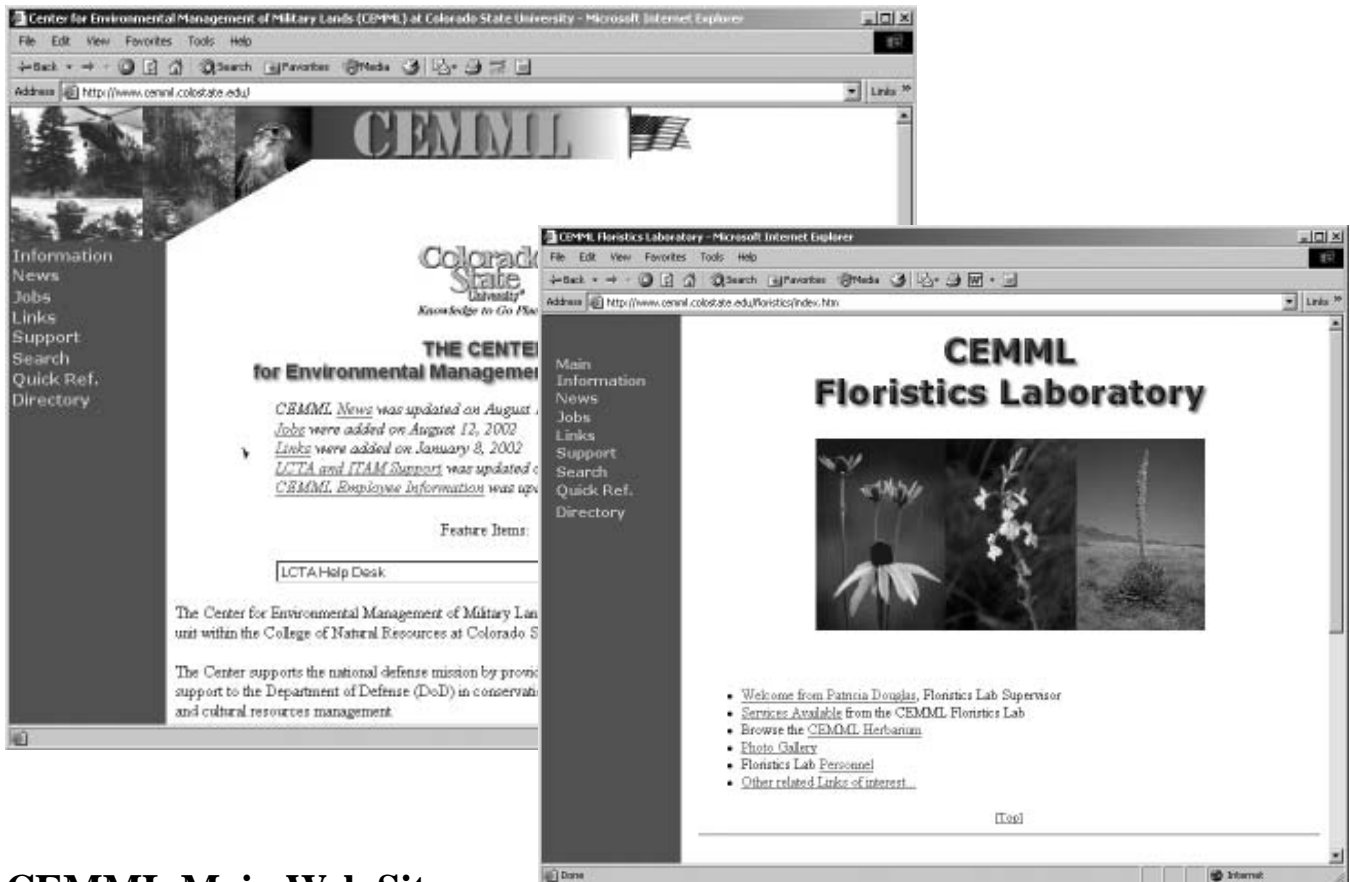 Center for Environmental Management of Military Lands (CEMML) at Colorado State University - Microsoft Internet Explorer
File Edit View Favorites Tools Help
Back Search Favorites Media
Address http://www.cemml.colostate.edu/ Links »
CEMML
Information
News
Jobs
Links
Support
Search
Quick Ref.
Directory
Colorado
State
University
Knowledge to Go
THE CENTE
for Environmental Manageme
CEMML News was updated on August
Jobs were added on August 12, 2002
Links were added on January 8, 2002
LCTA and ITAM Support was updated
CEMML Employee Information was
Feature Items:
LCTA Help Desk
The Center for Environmental Management of Military Lan
unit within the College of Natural Resources at Colorado S
The Center supports the national defense mission by provi
support to the Department of Defense (DoD) in conservati
and cultural resources management.
CEMML Floristics Laboratory - Microsoft Internet Explorer
File Edit View Favorites Tools Help
Back Search Favorites Media
Address http://www.cemml.colostate.edu/floristics/index.htm Links »
Main
Information
News
Jobs
Links
Support
Search
Quick Ref.
Directory
CEMML
Floristics Laboratory
• Welcome from Patricia Douglas, Floristics Lab Supervisor
• Services Available from the CEMML Floristics Lab
• Browse the CEMML Herbarium
• Photo Gallery
• Floristics Lab Personnel
• Other related Links of interest...
[Top]
Done Internet
CEMML Main Web Sit